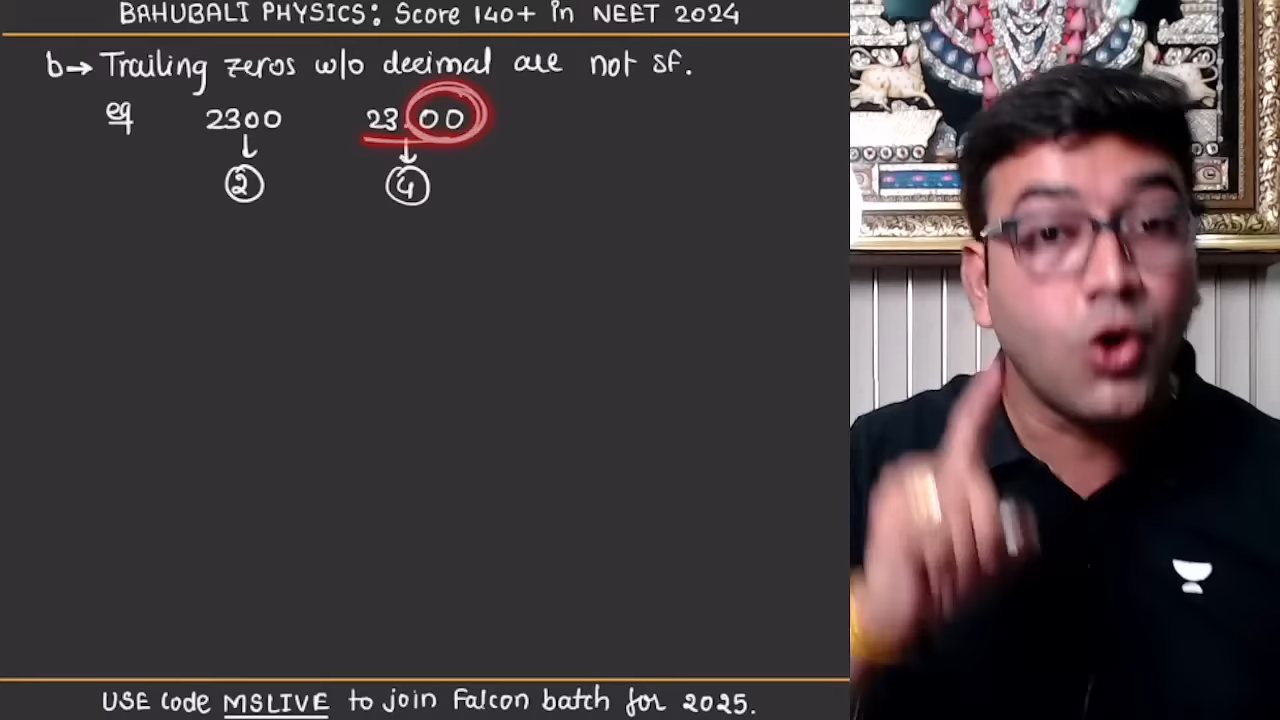 BAHUBALI PHYSICS: Score 140+ in NEET 2024
b→ Trailing zeros w/o decimal are not sf.
eg 2300 23.00
2 4
USE Code MSLIVE to join Falcon batch for 2025.